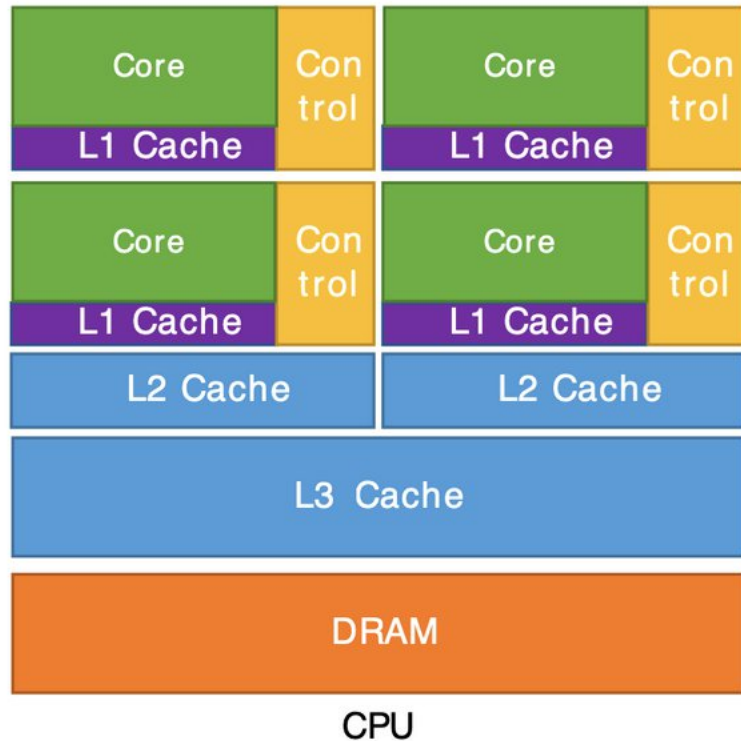 Core
Con
trol
L1 Cache
Core
Con
trol
L1 Cache
Core
Con
trol
L1 Cache
Core
Con
trol
L1 Cache
L2 Cache
L2 Cache
L3 Cache
DRAM
CPU